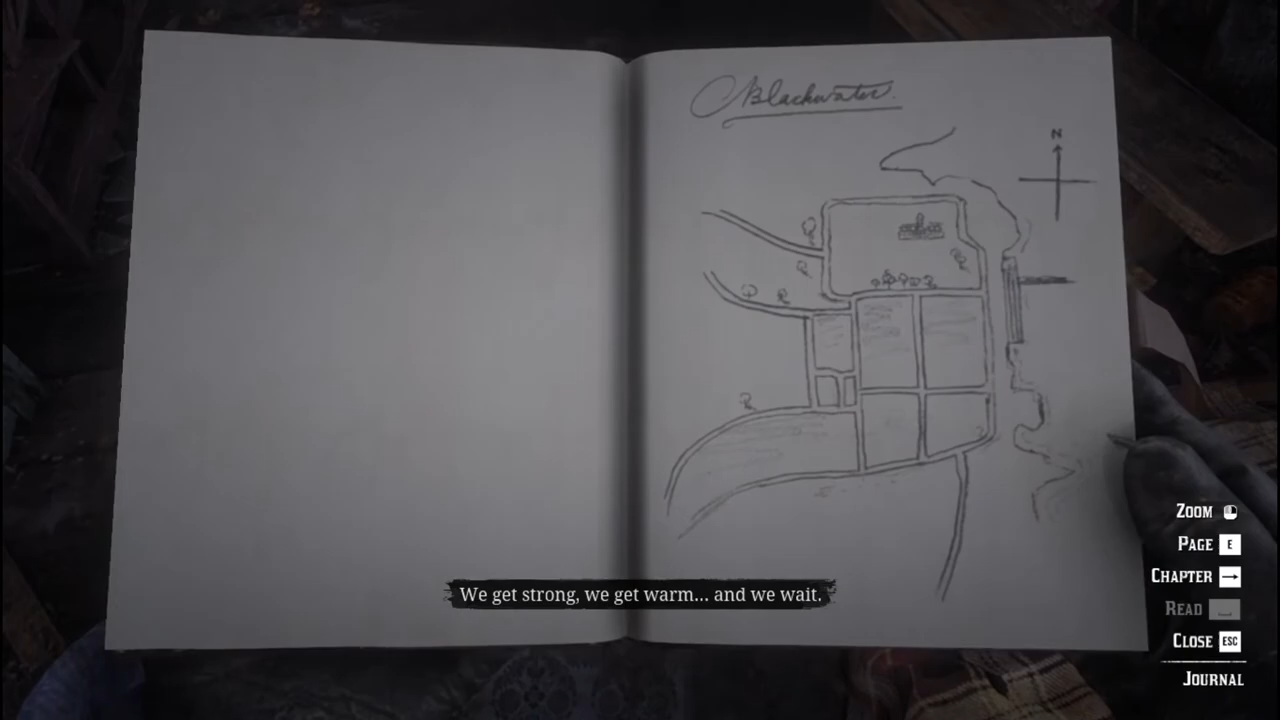 Blackwater.
N
We get strong, we get warm... and we wait.
ZOOM
PAGE E
CHAPTER →
READ
CLOSE ESC
JOURNAL